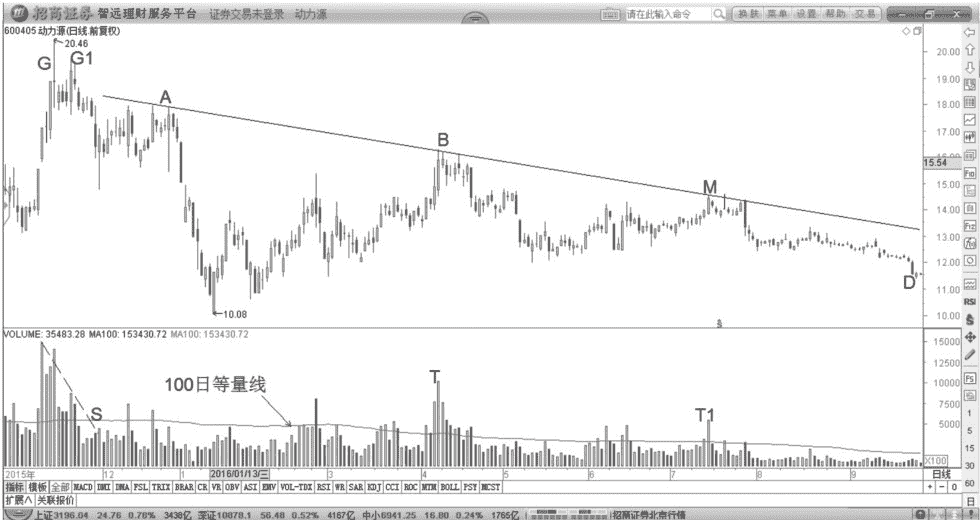 招商证券 智远理财服务平台 证券交易未登录 动力源 请在此输入命令 换肤 菜单 设置 帮助 交易
600405 动力源(日线.前复权)
20.46
G G1
A
B
M
D
10.08
20.00
19.00
18.00
17.00
16.00
15.54
15.00
14.00
13.00
12.00
11.00
10.00
VOLUME: 35483.28 MA100: 153430.72 MA100: 153430.72
100日等量线
S
T
T1
15000
10000
5000
X100
2015年 12 1 2016/01/13(三) 3 4 5 6 7 8 9 日线
指标 模板 全部 MACD DMI DMA FSL TRIX BRAR CR VR OBV ASI EMV VOL-TDX RSI WR SAR KDJ CCI ROC MTM BOLL PSY MCST + - 0
扩展∧ 关联报价
上证3196.04 24.76 0.78% 3438亿 深证10878.1 56.48 0.52% 4167亿 中小6941.25 16.80 0.24% 1765亿 招商证券北京行情
F10
RSI
FS
1
5
15
30
60
日